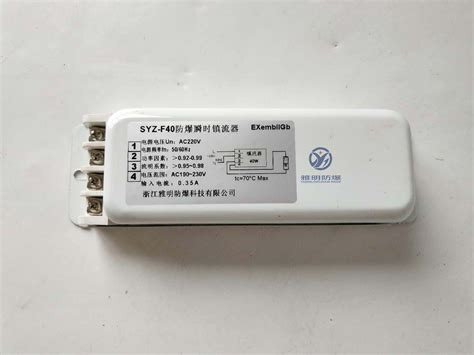 SYZ-F40防爆瞬时镇流器
EXembIIGb
1
2
3
4
电源电压Un: AC220V
电源频率fn: 50/60Hz
功率因素: >0.92-0.99
照明系数: >0.95-0.98
电压范围: AC190~230V
输入电流: 0.35A
镇流器
40W
tc=70°C Max
浙江雅明防爆科技有限公司
雅明防爆